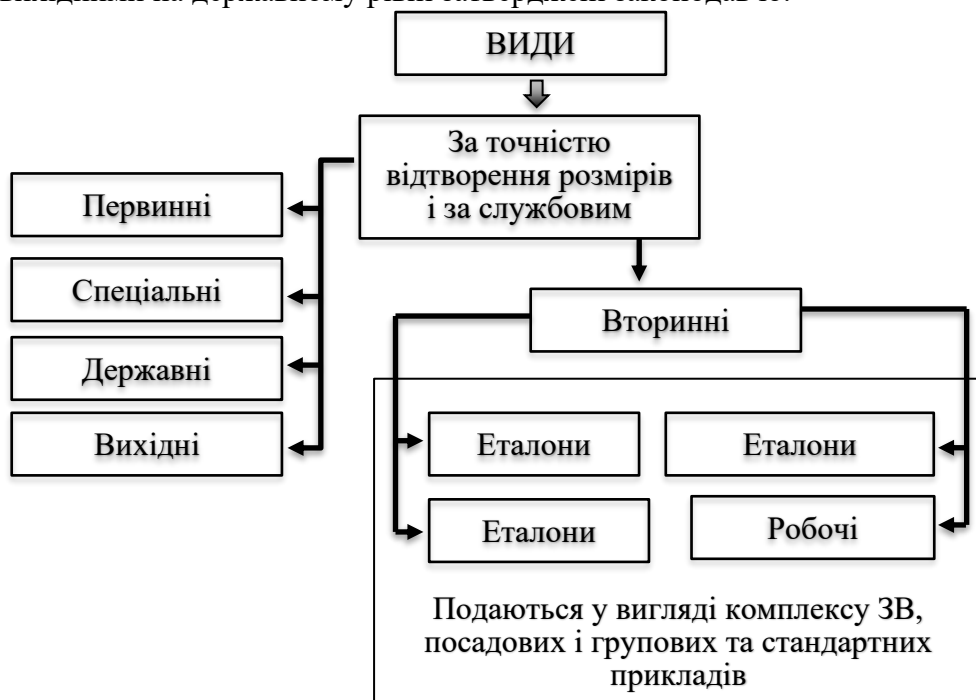 ВИДИ
За точністю
відтворення розмірів
і за службовим
Первинні
Спеціальні
Державні
Вихідні
Вторинні
Еталони
Еталони
Еталони
Робочі
Подаються у вигляді комплексу ЗВ,
посадових і групових та стандартних
прикладів